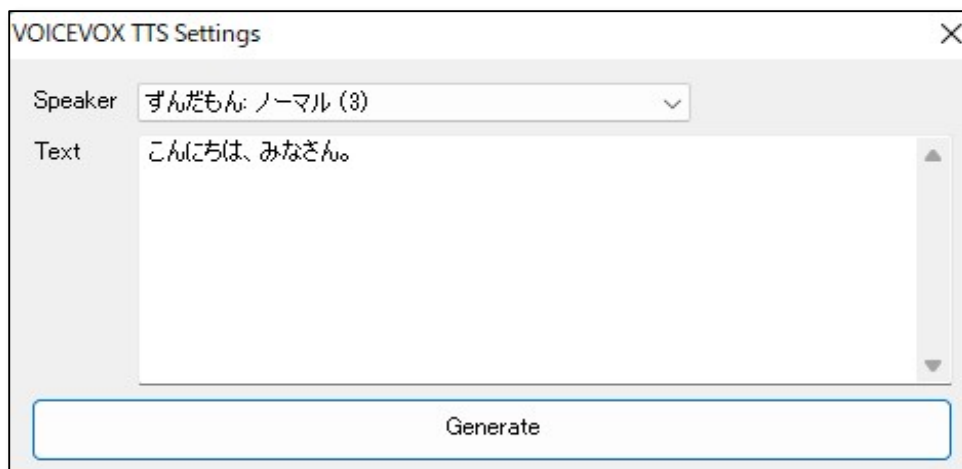 VOICEVOX TTS Settings
Speaker ずんだもん: ノーマル (3)
Text こんにちは、みなさん。
Generate